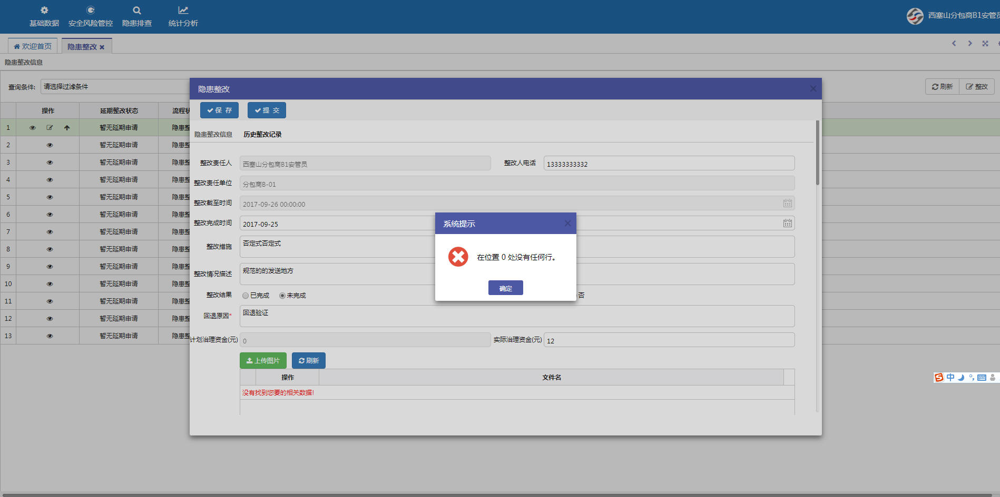 基础数据 安全风险管控 隐患排查 统计分析
西塞山分包商B1安管员
欢迎首页 隐患整改
隐患整改信息
查询条件: 请选择过滤条件 刷新 整改
操作 延期整改状态
1 暂无延期申请 隐患整
2 暂无延期申请 隐患整
3 暂无延期申请 隐患整
4 暂无延期申请 隐患整
5 暂无延期申请 隐患整
6 暂无延期申请 隐患整
7 暂无延期申请 隐患整
8 暂无延期申请 隐患整
9 暂无延期申请 隐患整
10 暂无延期申请 隐患整
11 暂无延期申请 隐患整
12 暂无延期申请 隐患整
13 暂无延期申请 隐患整
隐患整改
保 存 提 交
隐患整改信息 历史整改记录
整改责任人 西塞山分包商B1安管员 整改人电话 13333333332
整改责任单位 分包商B-01
整改截至时间 2017-09-26 00:00:00
整改完成时间 2017-09-25
整改措施 否定式否定式
整改情况描述 规范的的发送地方
整改结果 已完成 未完成 否
回退原因* 回退验证
计划治理资金(元) 0 实际治理资金(元) 12
上传图片 刷新
操作 文件名
没有找到您要的相关数据!
系统提示
在位置 0 处没有任何行。
确定
S 中